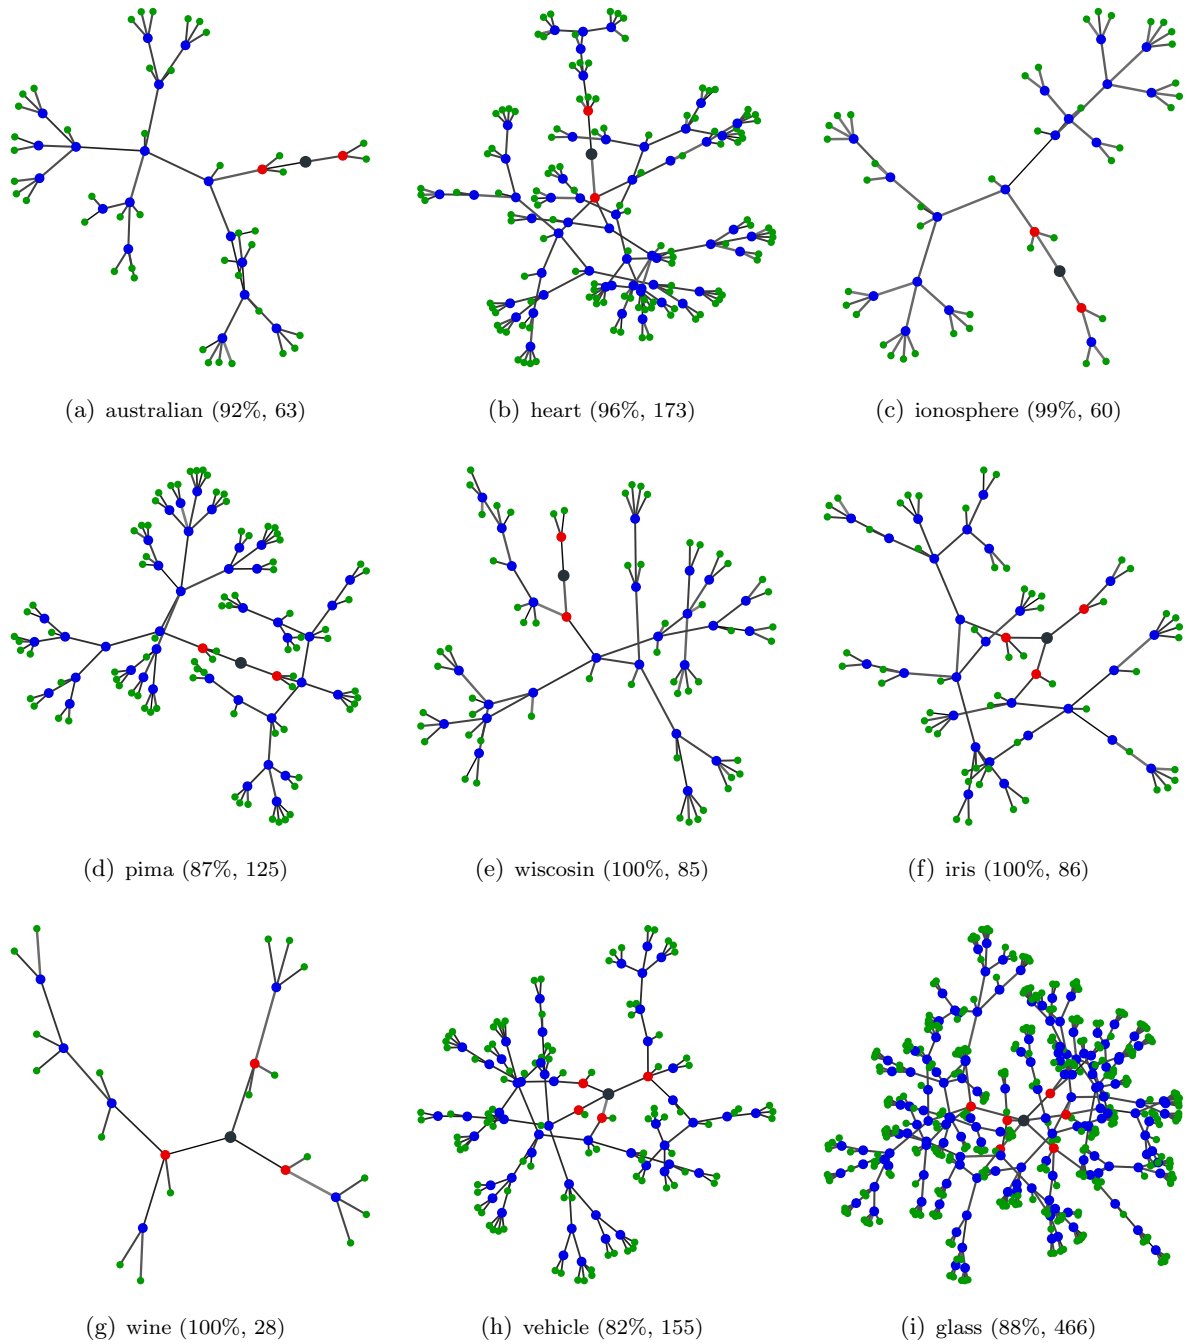 (a) australian (92%, 63)
(b) heart (96%, 173)
(c) ionosphere (99%, 60)
(d) pima (87%, 125)
(e) wiscosin (100%, 85)
(f) iris (100%, 86)
(g) wine (100%, 28)
(h) vehicle (82%, 155)
(i) glass (88%, 466)